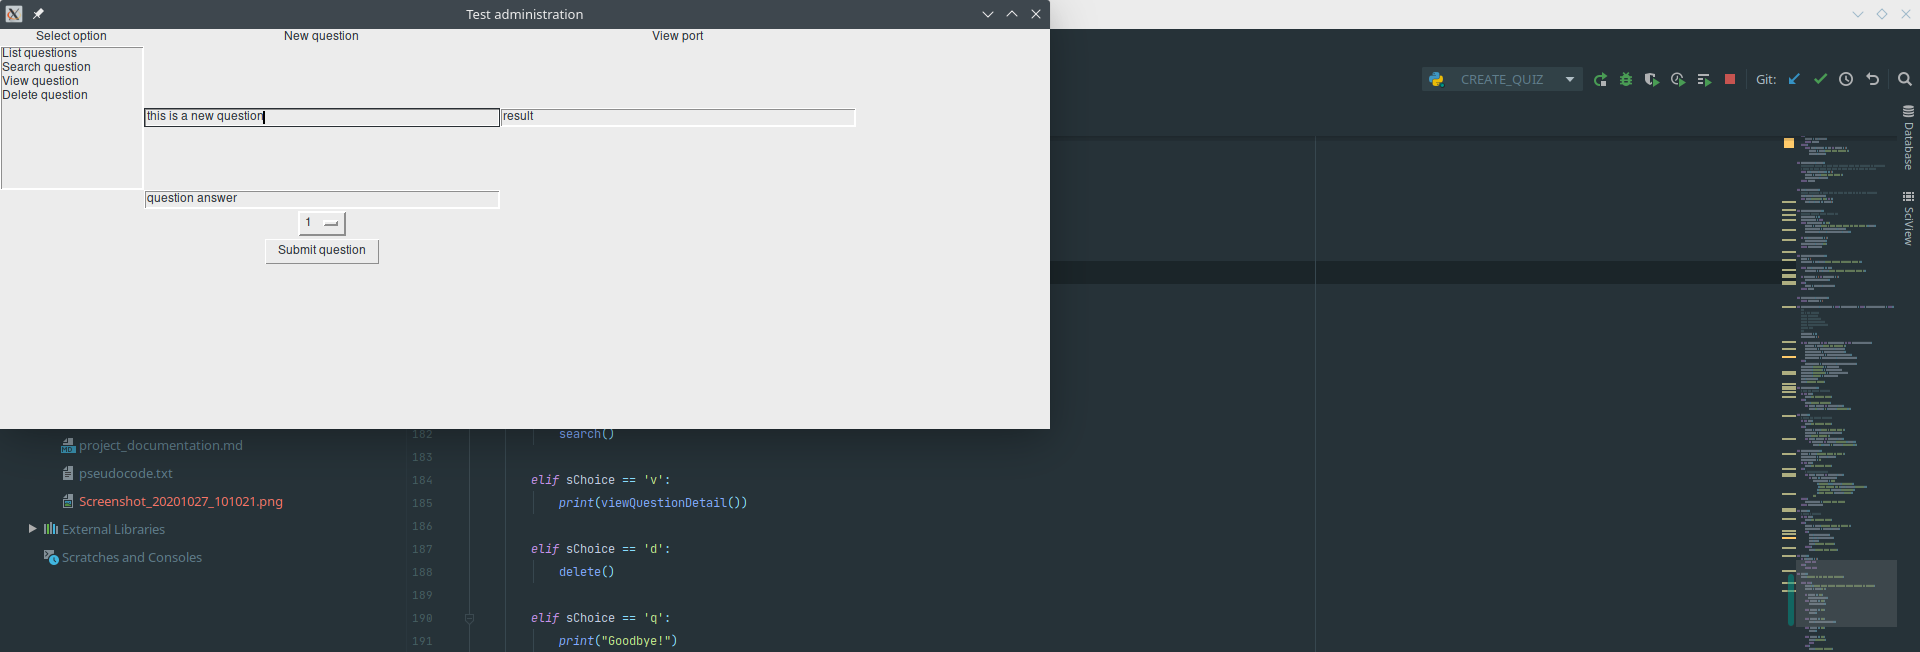 Test administration
Select option
New question
View port
List questions
Search question
View question
Delete question
this is a new question
result
question answer
1
Submit question
CREATE_QUIZ
Git:
Database
SciView
project_documentation.md
pseudocode.txt
Screenshot_20201027_101021.png
External Libraries
Scratches and Consoles
182 search()
183
184 elif sChoice == 'v':
185 print(viewQuestionDetail())
186
187 elif sChoice == 'd':
188 delete()
189
190 elif sChoice == 'q':
191 print("Goodbye!")